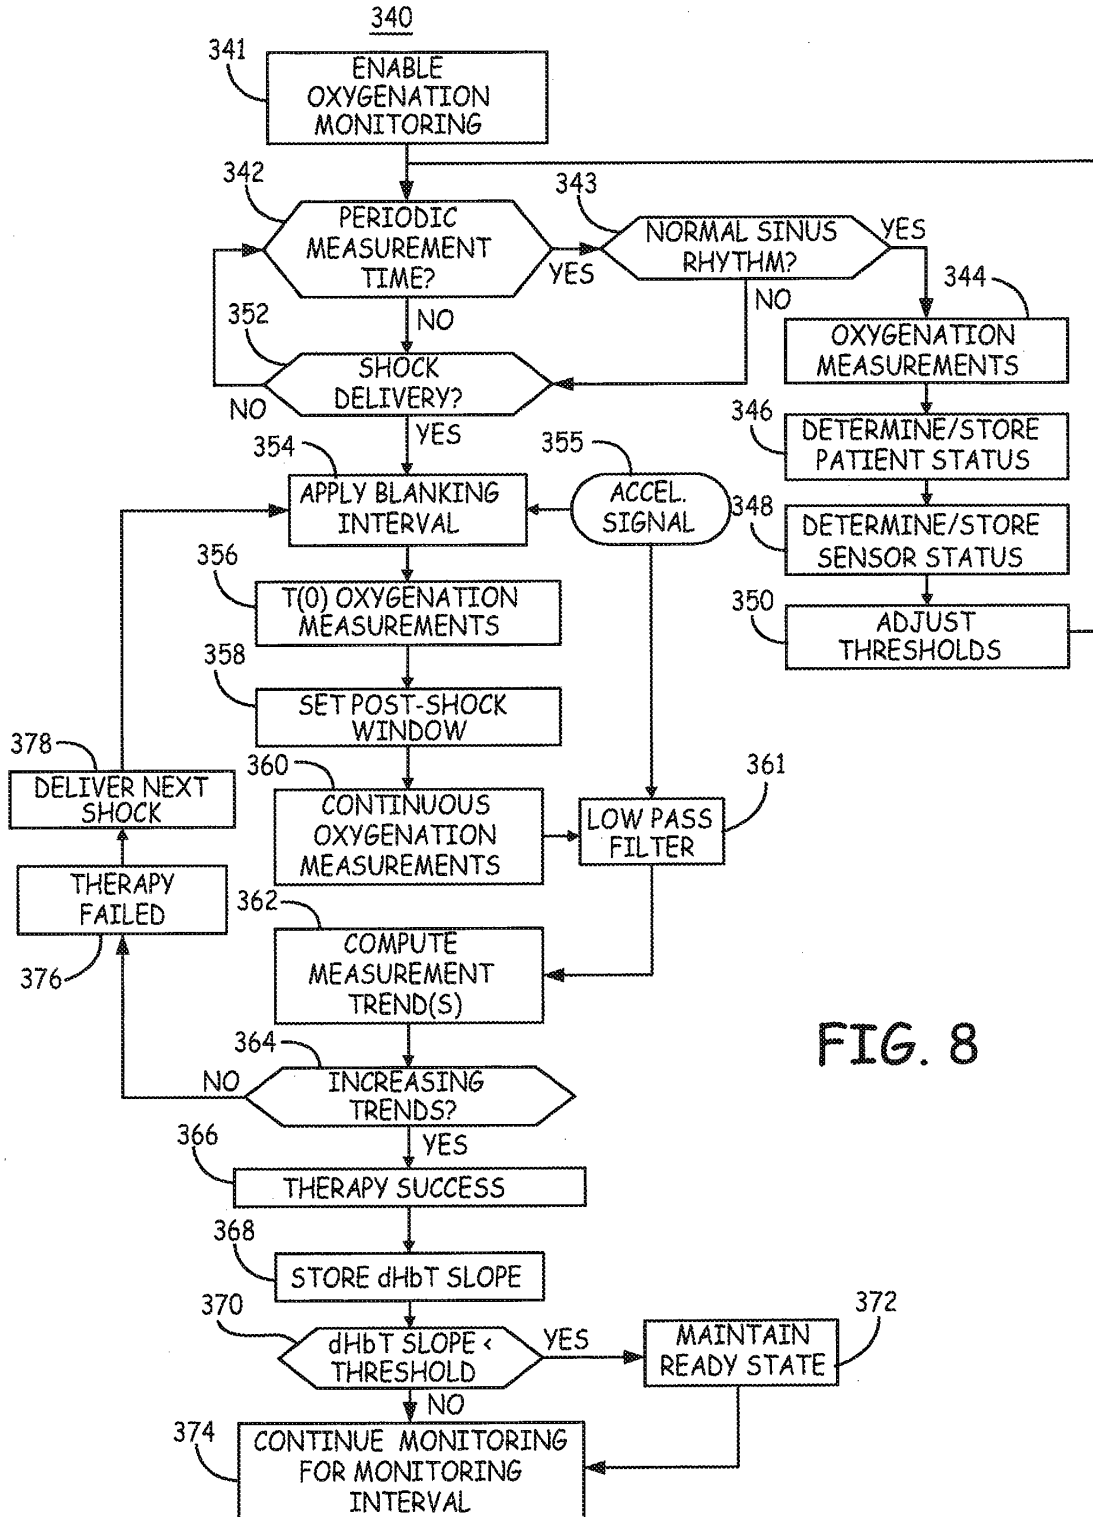 340
341
ENABLE
OXYGENATION
MONITORING
342
PERIODIC
MEASUREMENT
TIME?
YES
NO
343
NORMAL SINUS
RHYTHM?
YES
NO
344
OXYGENATION
MEASUREMENTS
346
DETERMINE/STORE
PATIENT STATUS
348
DETERMINE/STORE
SENSOR STATUS
350
ADJUST
THRESHOLDS
352
SHOCK
DELIVERY?
NO
YES
354
APPLY BLANKING
INTERVAL
355
ACCEL.
SIGNAL
356
T(0) OXYGENATION
MEASUREMENTS
358
SET POST-SHOCK
WINDOW
360
CONTINUOUS
OXYGENATION
MEASUREMENTS
361
LOW PASS
FILTER
378
DELIVER NEXT
SHOCK
THERAPY
FAILED
376
362
COMPUTE
MEASUREMENT
TREND(S)
364
INCREASING
TRENDS?
NO
YES
366
THERAPY SUCCESS
368
STORE dHbT SLOPE
370
dHbT SLOPE <
THRESHOLD
YES
NO
372
MAINTAIN
READY STATE
374
CONTINUE MONITORING
FOR MONITORING
INTERVAL
FIG. 8